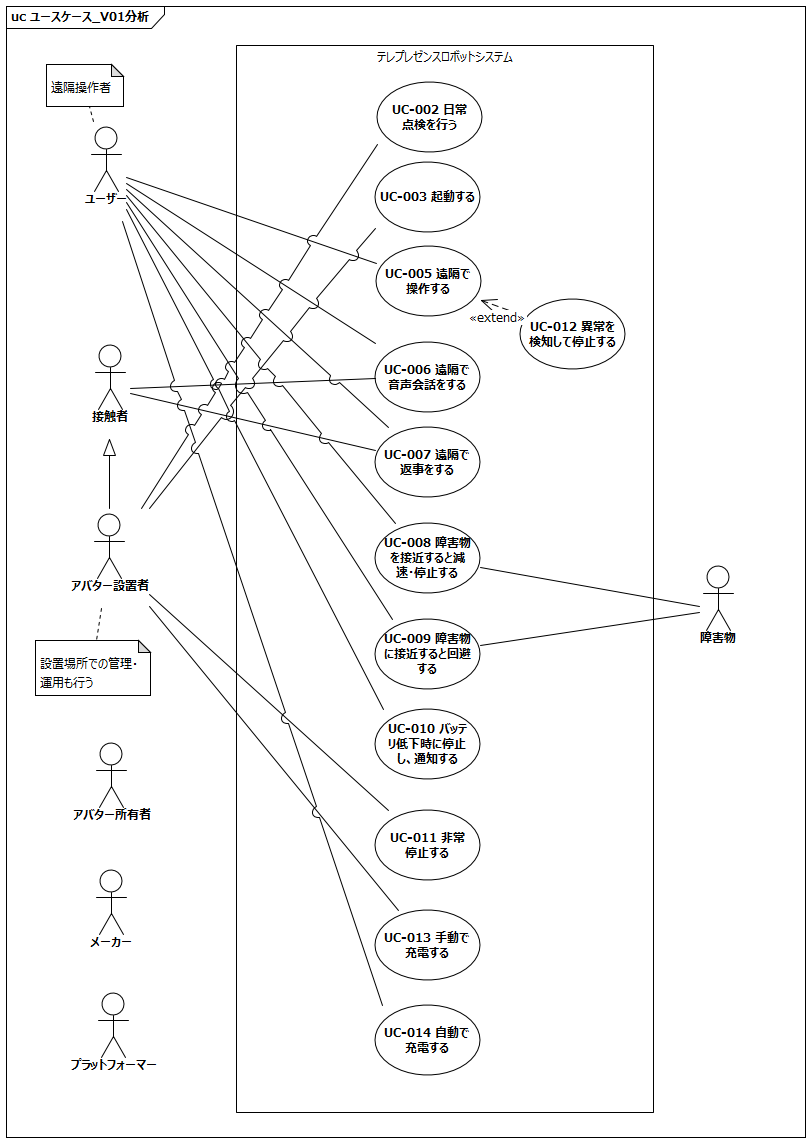 uc ユースケース_V01分析
テレプレゼンスロボットシステム
遠隔操作者
ユーザー
UC-002 日常
点検を行う
UC-003 起動する
UC-005 遠隔で
操作する
«extend»
UC-012 異常を
検知して停止する
UC-006 遠隔で
音声会話をする
接触者
UC-007 遠隔で
返事をする
UC-008 障害物
を接近すると減
速・停止する
アバター設置者
障害物
設置場所での管理・
運用も行う
UC-009 障害物
に接近すると回避
する
UC-010 バッテ
リ低下時に停止
し、通知する
アバター所有者
UC-011 非常
停止する
メーカー
UC-013 手動で
充電する
プラットフォーマー
UC-014 自動で
充電する